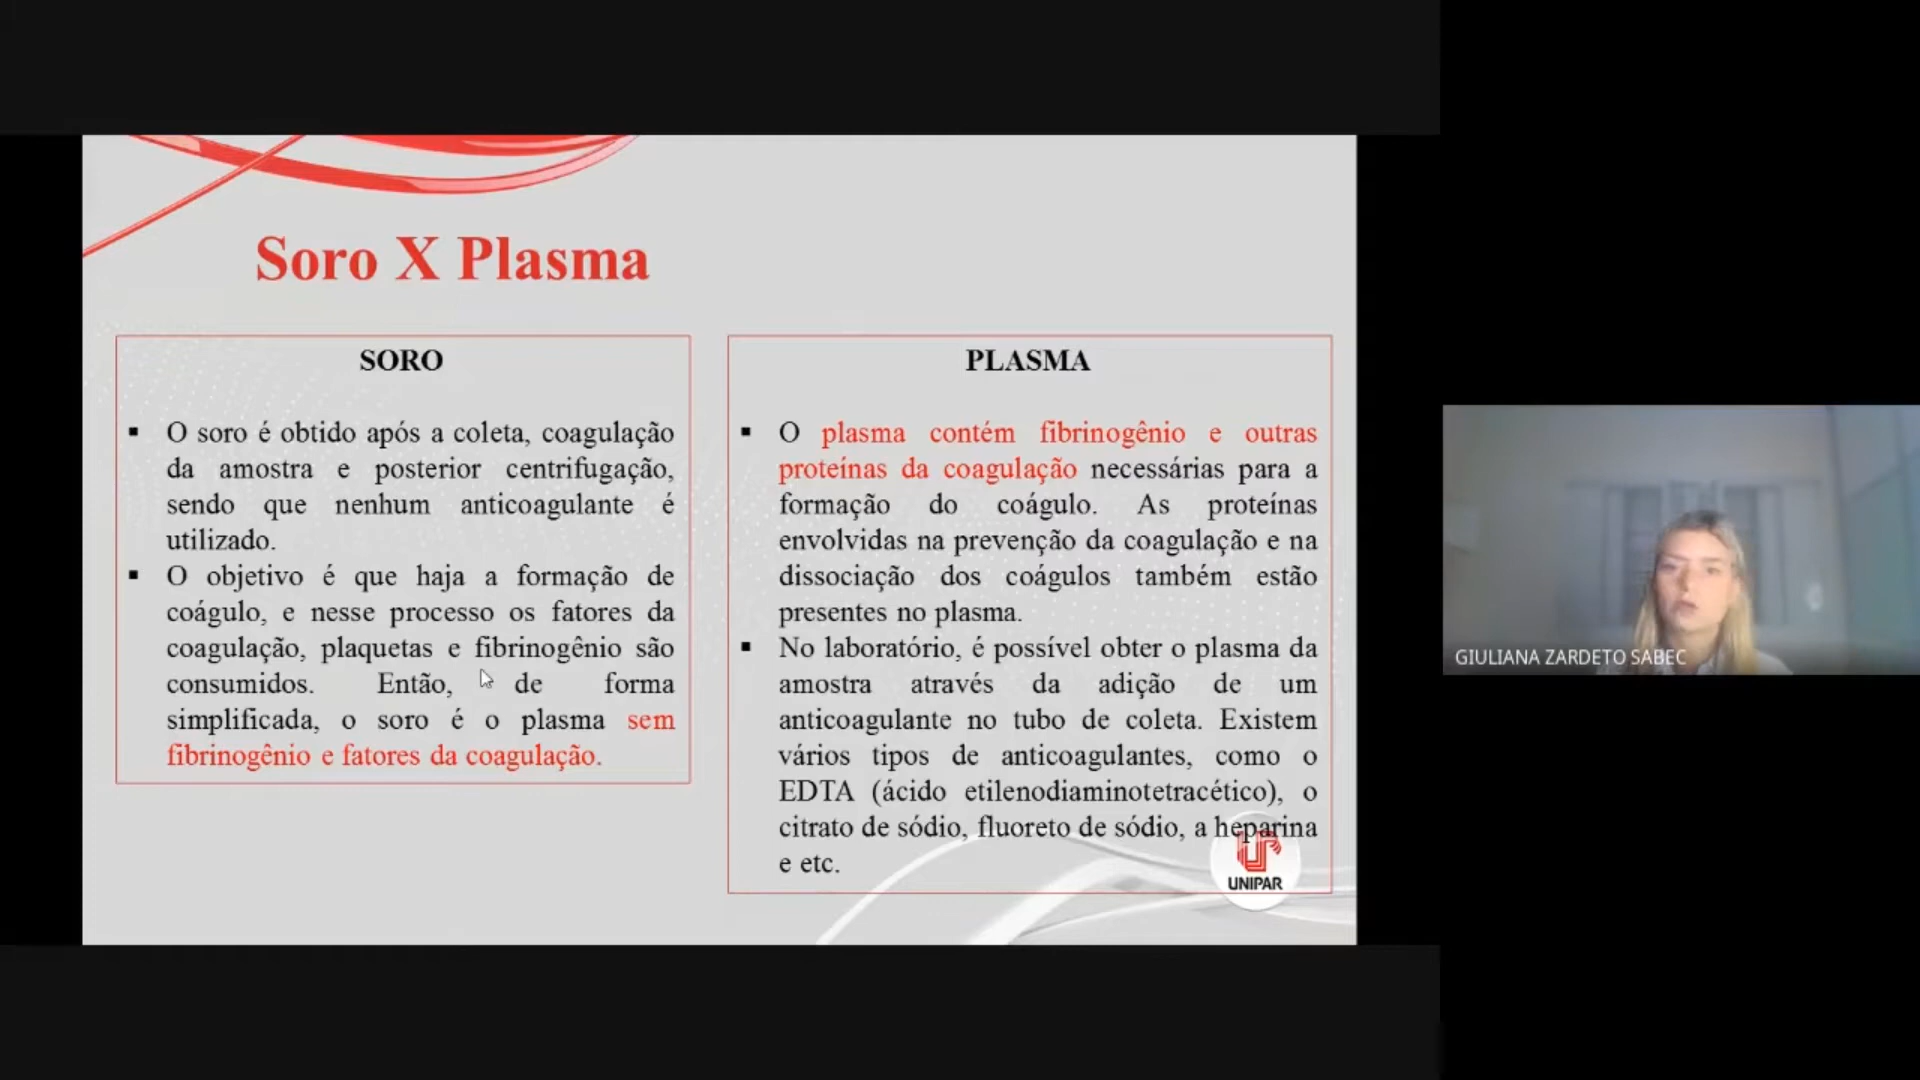 Soro X Plasma
SORO
▪ O soro é obtido após a coleta, coagulação
da amostra e posterior centrifugação,
sendo que nenhum anticoagulante é
utilizado.
▪ O objetivo é que haja a formação de
coágulo, e nesse processo os fatores da
coagulação, plaquetas e fibrinogênio são
consumidos. Então, de forma
simplificada, o soro é o plasma sem
fibrinogênio e fatores da coagulação.
PLASMA
▪ O plasma contém fibrinogênio e outras
proteínas da coagulação necessárias para a
formação do coágulo. As proteínas
envolvidas na prevenção da coagulação e na
dissociação dos coágulos também estão
presentes no plasma.
▪ No laboratório, é possível obter o plasma da
amostra através da adição de um
anticoagulante no tubo de coleta. Existem
vários tipos de anticoagulantes, como o
EDTA (ácido etilenodiaminotetracético), o
citrato de sódio, fluoreto de sódio, a heparina
e etc.
UNIPAR
GIULIANA ZARDETO SABEC